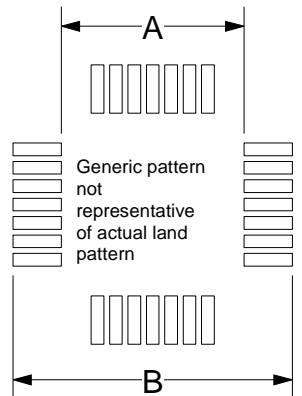 A
Generic pattern
not
representative
of actual land
pattern
B